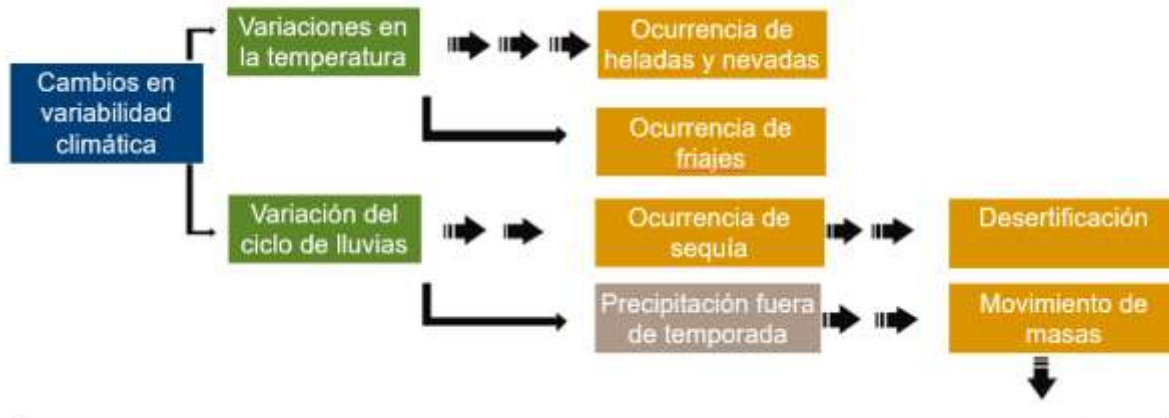 Cambios en
variabilidad
climática
Variaciones en
la temperatura
Ocurrencia de
heladas y nevadas
Ocurrencia de
friajes
Variación del
ciclo de lluvias
Ocurrencia de
sequía
Desertificación
Precipitación fuera
de temporada
Movimiento de
masas